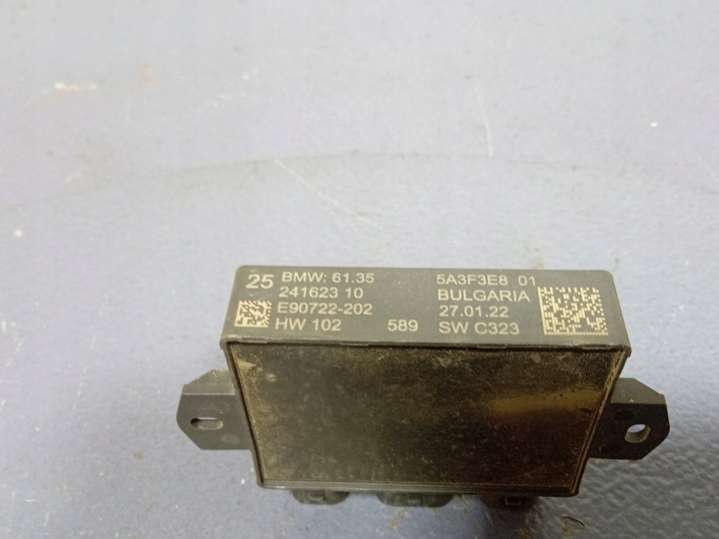 25 BMW: 61.35 5A3F3E8 01
241623 10 BULGARIA
E90722-202 27.01.22
HW 102 589 SW C323